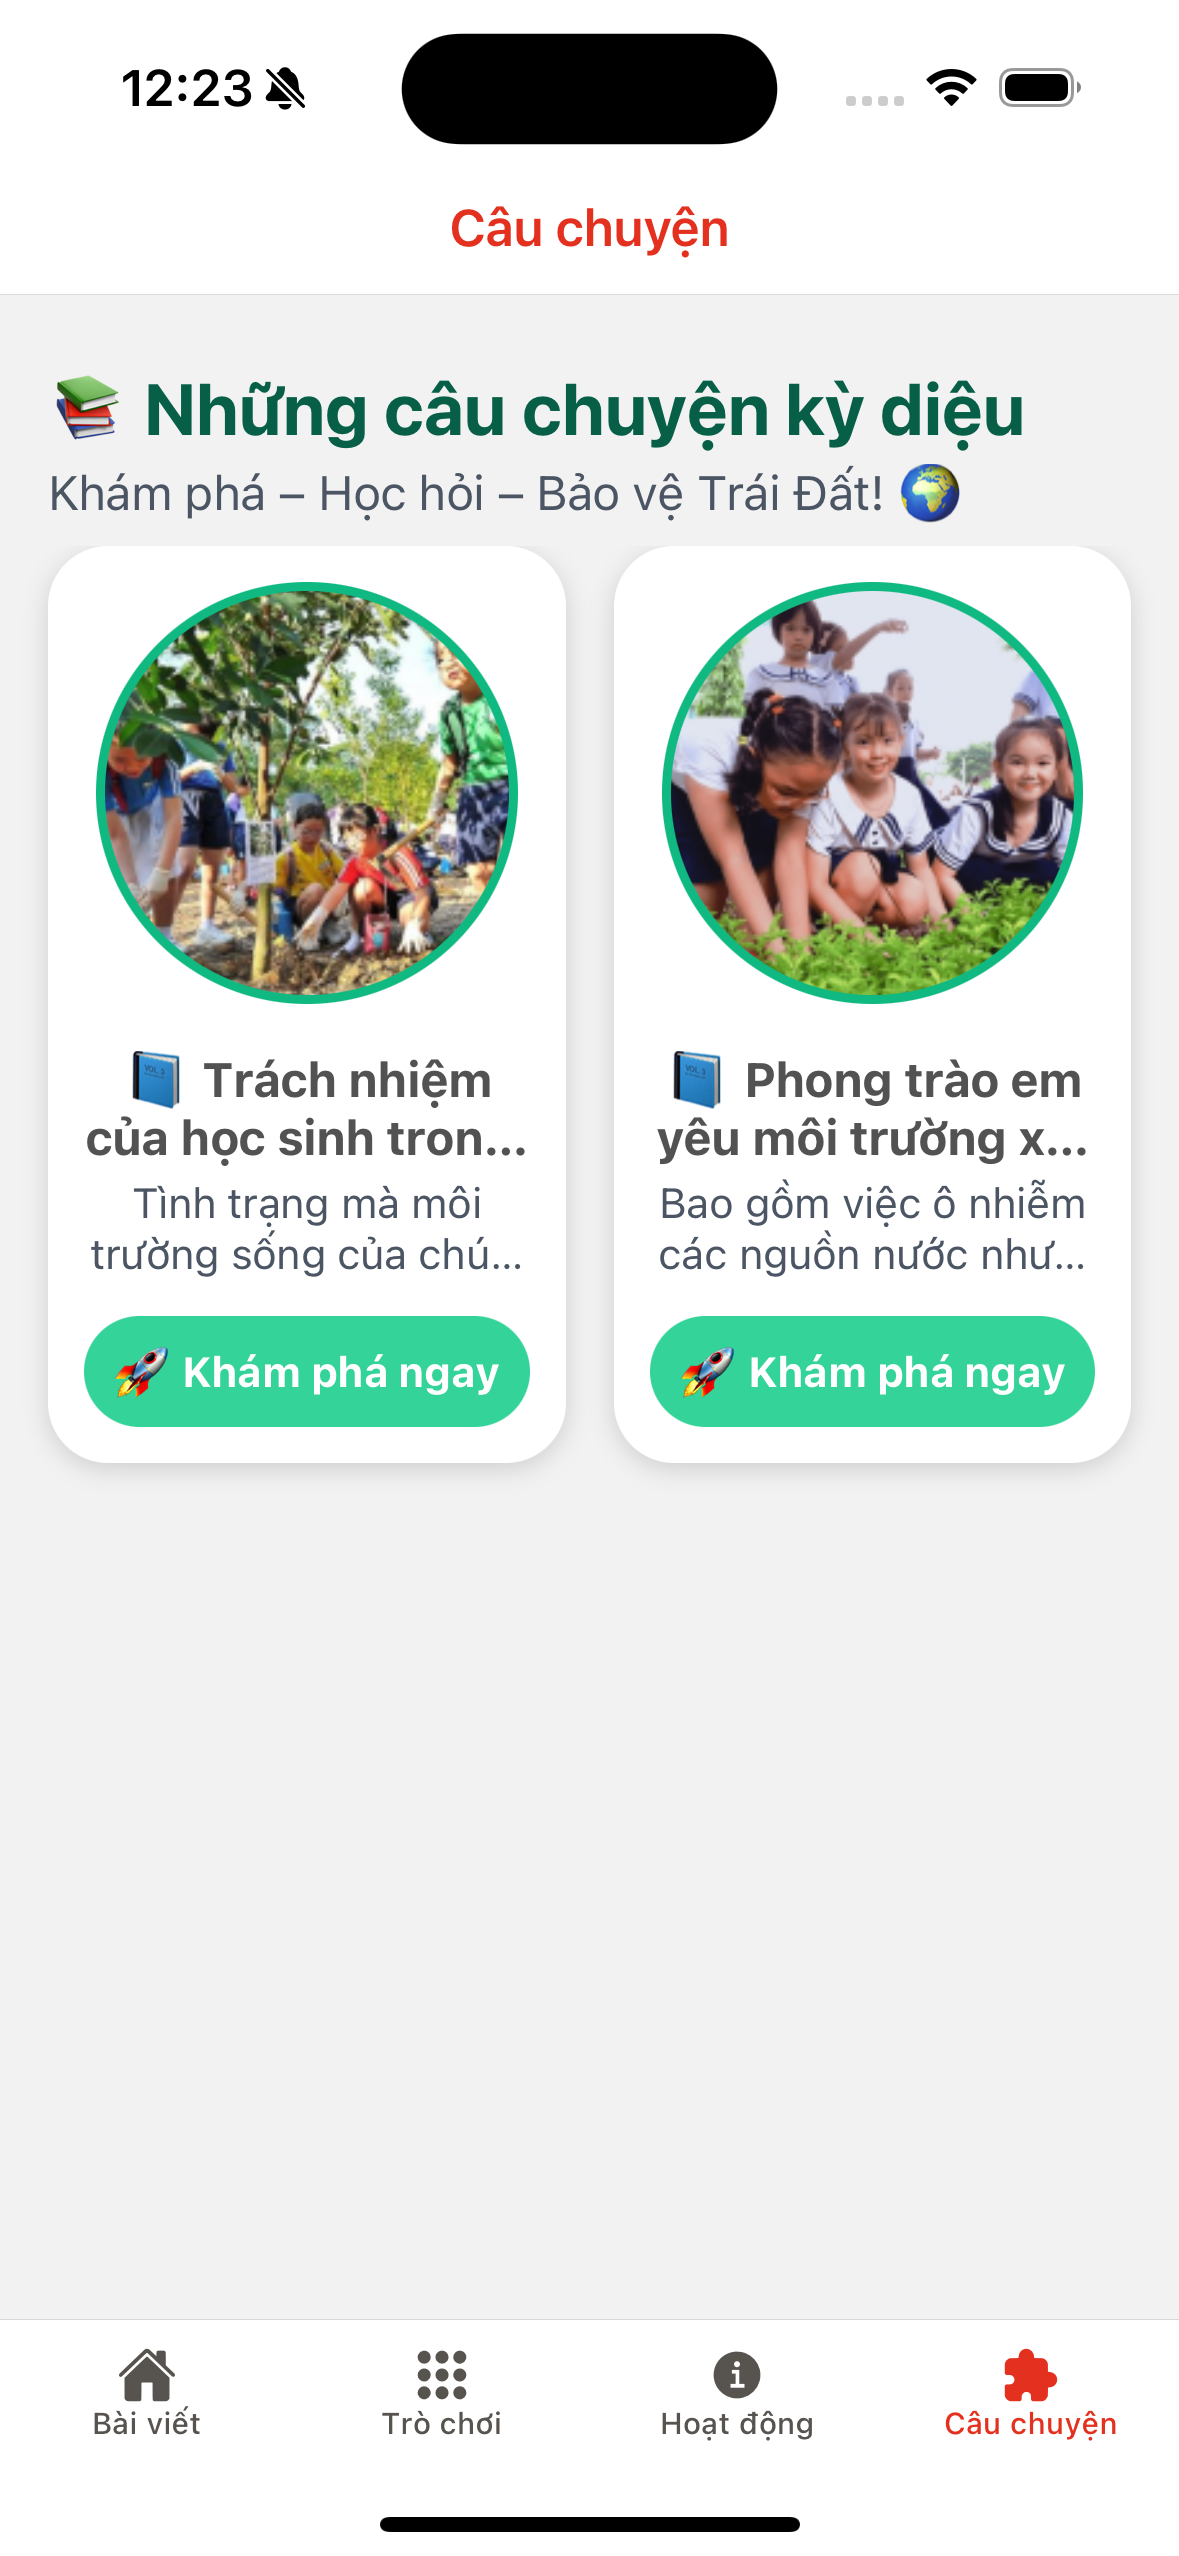 12:23
Câu chuyện
📚 Những câu chuyện kỳ diệu
Khám phá – Học hỏi – Bảo vệ Trái Đất! 🌍
📘 Trách nhiệm
của học sinh tron...
Tình trạng mà môi
trường sống của chú...
🚀 Khám phá ngay
📘 Phong trào em
yêu môi trường x...
Bao gồm việc ô nhiễm
các nguồn nước như...
🚀 Khám phá ngay
Bài viết
Trò chơi
Hoạt động
Câu chuyện